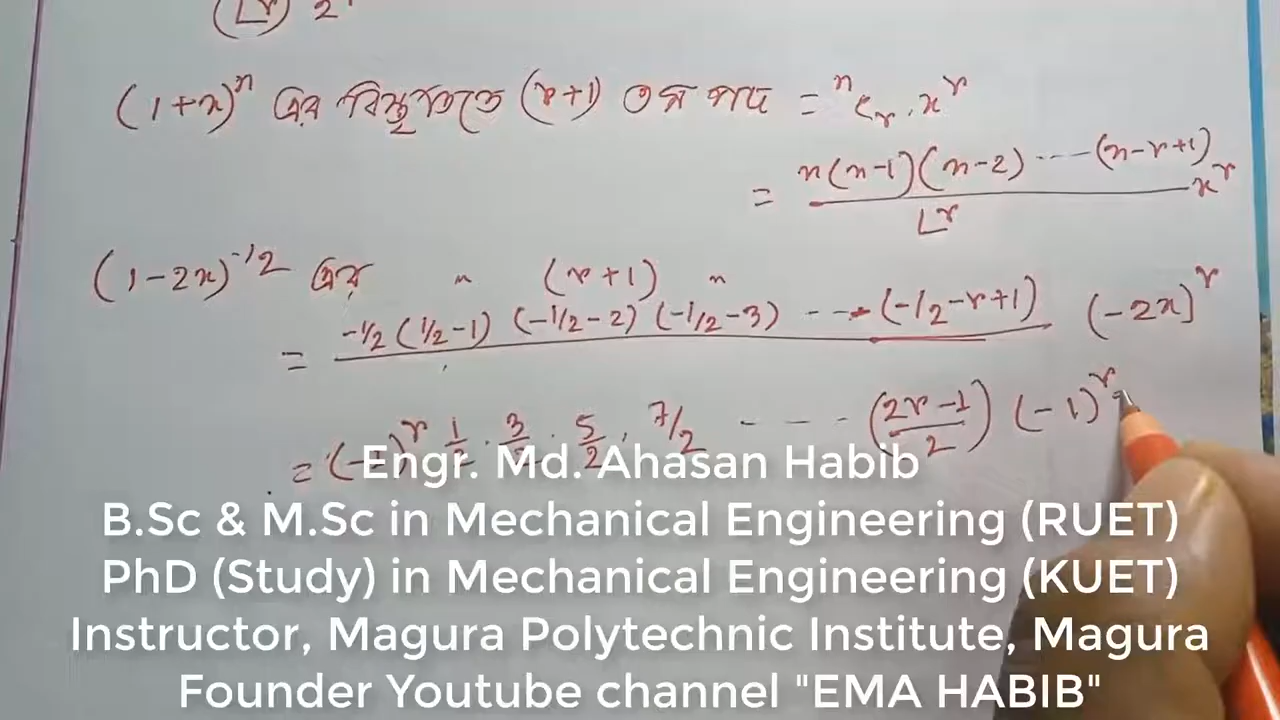 ⌊r 2
(1+x)ⁿ এর বিস্তৃতিতে (r+1) তম পদ = ⁿCᵣ . xʳ
= n(n-1)(n-2) ---- (n-r+1) / ⌊r xʳ
(1-2x)^-1/2 এর " (r+1) "
= -1/2 (1/2-1) (-1/2-2) (-1/2-3) ---- (-1/2-r+1) (-2x)ʳ
= (-1)ʳ 1/2 . 3/2 . 5/2 . 7/2 ---- (2r-1 / 2) (-1)ʳ
Engr. Md. Ahasan Habib
B.Sc & M.Sc in Mechanical Engineering (RUET)
PhD (Study) in Mechanical Engineering (KUET)
Instructor, Magura Polytechnic Institute, Magura
Founder Youtube channel "EMA HABIB"